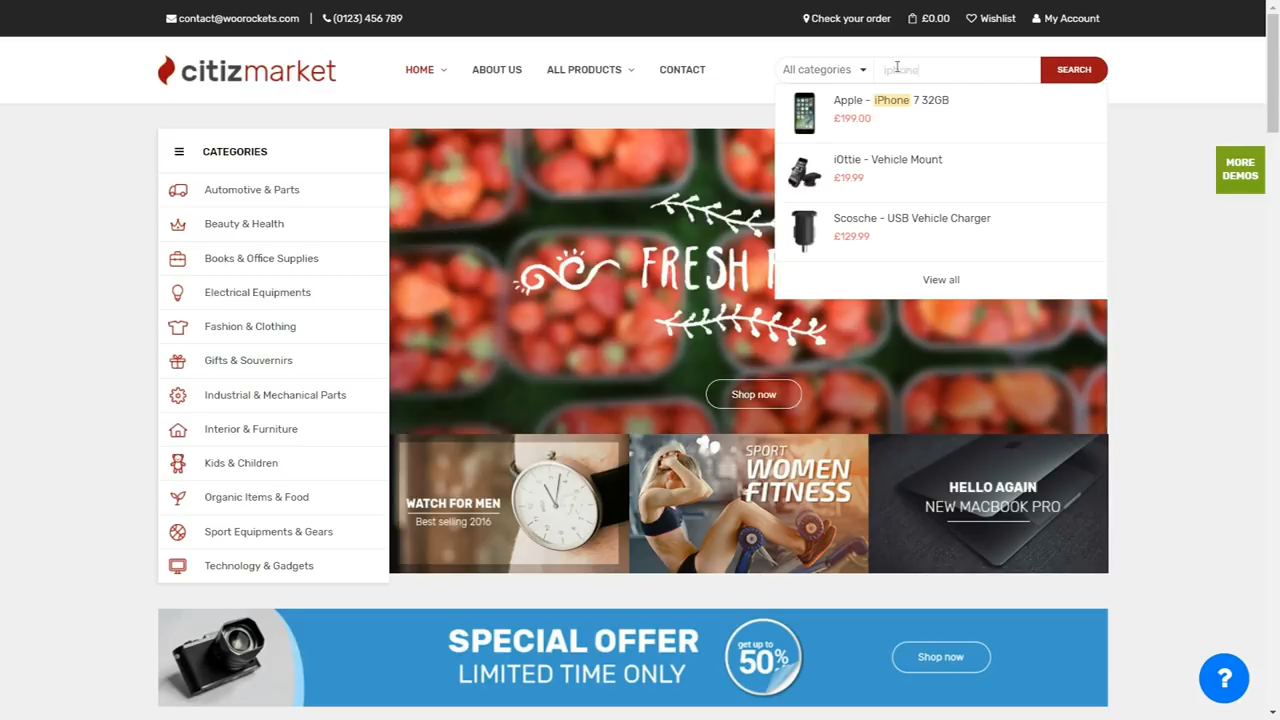 contact@woorockets.com
(0123) 456 789
Check your order
£0.00
Wishlist
My Account
citizmarket
HOME
ABOUT US
ALL PRODUCTS
CONTACT
All categories
iphone
SEARCH
Apple - iPhone 7 32GB
£199.00
iOttie - Vehicle Mount
£19.99
Scosche - USB Vehicle Charger
£129.99
View all
MORE
DEMOS
CATEGORIES
Automotive & Parts
Beauty & Health
Books & Office Supplies
Electrical Equipments
Fashion & Clothing
Gifts & Souvernirs
Industrial & Mechanical Parts
Interior & Furniture
Kids & Children
Organic Items & Food
Sport Equipments & Gears
Technology & Gadgets
FRESH
Shop now
WATCH FOR MEN
Best selling 2016
SPORT
WOMEN
FITNESS
HELLO AGAIN
NEW MACBOOK PRO
SPECIAL OFFER
LIMITED TIME ONLY
get up to
50%
Shop now
?